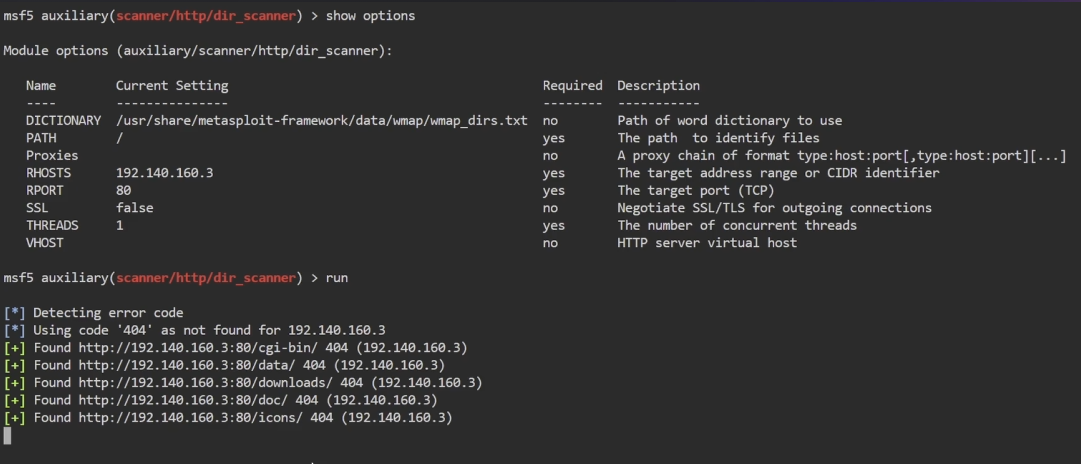 msf5 auxiliary(scanner/http/dir_scanner) > show options
Module options (auxiliary/scanner/http/dir_scanner):
Name Current Setting Required Description
---- --------------- -------- -----------
DICTIONARY /usr/share/metasploit-framework/data/wmap/wmap_dirs.txt no Path of word dictionary to use
PATH / yes The path  to identify files
Proxies no A proxy chain of format type:host:port[,type:host:port][...]
RHOSTS 192.140.160.3 yes The target address range or CIDR identifier
RPORT 80 yes The target port (TCP)
SSL false no Negotiate SSL/TLS for outgoing connections
THREADS 1 yes The number of concurrent threads
VHOST no HTTP server virtual host
msf5 auxiliary(scanner/http/dir_scanner) > run
[*] Detecting error code
[*] Using code '404' as not found for 192.140.160.3
[+] Found http://192.140.160.3:80/cgi-bin/ 404 (192.140.160.3)
[+] Found http://192.140.160.3:80/data/ 404 (192.140.160.3)
[+] Found http://192.140.160.3:80/downloads/ 404 (192.140.160.3)
[+] Found http://192.140.160.3:80/doc/ 404 (192.140.160.3)
[+] Found http://192.140.160.3:80/icons/ 404 (192.140.160.3)